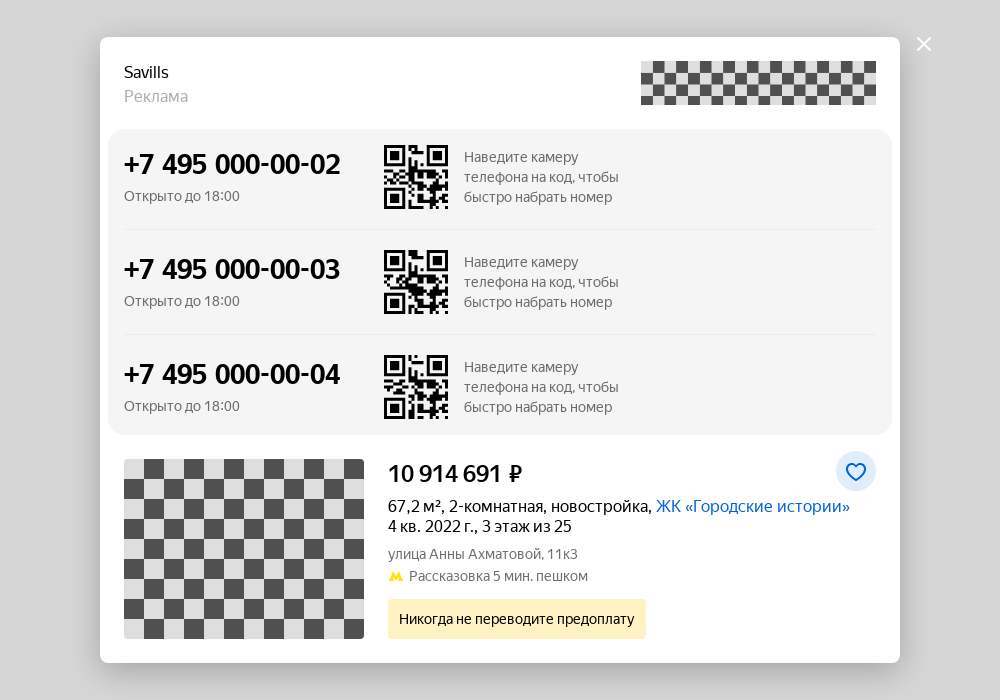 Savills
Реклама
+7 495 000-00-02
Открыто до 18:00
Наведите камеру
телефона на код, чтобы
быстро набрать номер
+7 495 000-00-03
Открыто до 18:00
Наведите камеру
телефона на код, чтобы
быстро набрать номер
+7 495 000-00-04
Открыто до 18:00
Наведите камеру
телефона на код, чтобы
быстро набрать номер
10 914 691 ₽
67,2 м², 2-комнатная, новостройка, ЖК «Городские истории»
4 кв. 2022 г., 3 этаж из 25
улица Анны Ахматовой, 11к3
Рассказовка 5 мин. пешком
Никогда не переводите предоплату